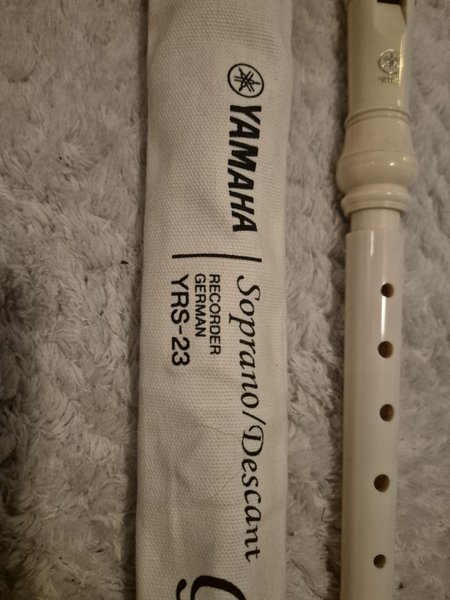 YAMAHA
Soprano/Descant
RECORDER
GERMAN
YRS-23